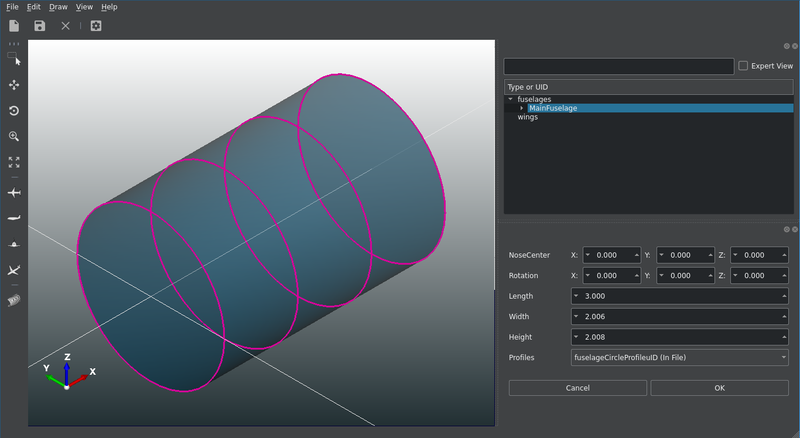 File Edit Draw View Help
Expert View
Type or UID
fuselages
MainFuselage
wings
NoseCenter X: 0.000 Y: 0.000 Z: 0.000
Rotation X: 0.000 Y: 0.000 Z: 0.000
Length 3.000
Width 2.006
Height 2.008
Profiles fuselageCircleProfileuID (In File)
Cancel OK
Z
Y X